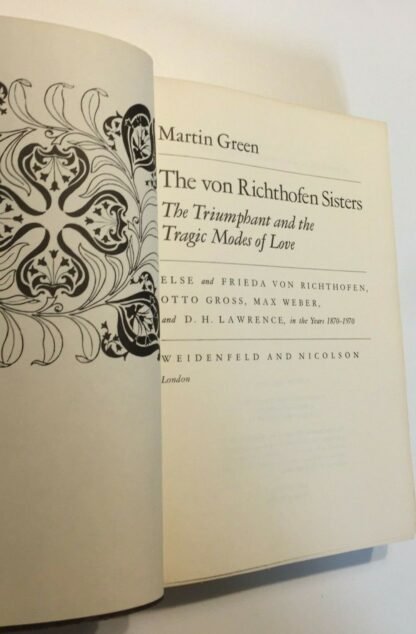 Martin Green
The von Richthofen Sisters
The Triumphant and the
Tragic Modes of Love
ELSE and FRIEDA VON RICHTHOFEN,
OTTO GROSS, MAX WEBER,
and D. H. LAWRENCE, in the Years 1870-1970
WEIDENFELD AND NICOLSON
London